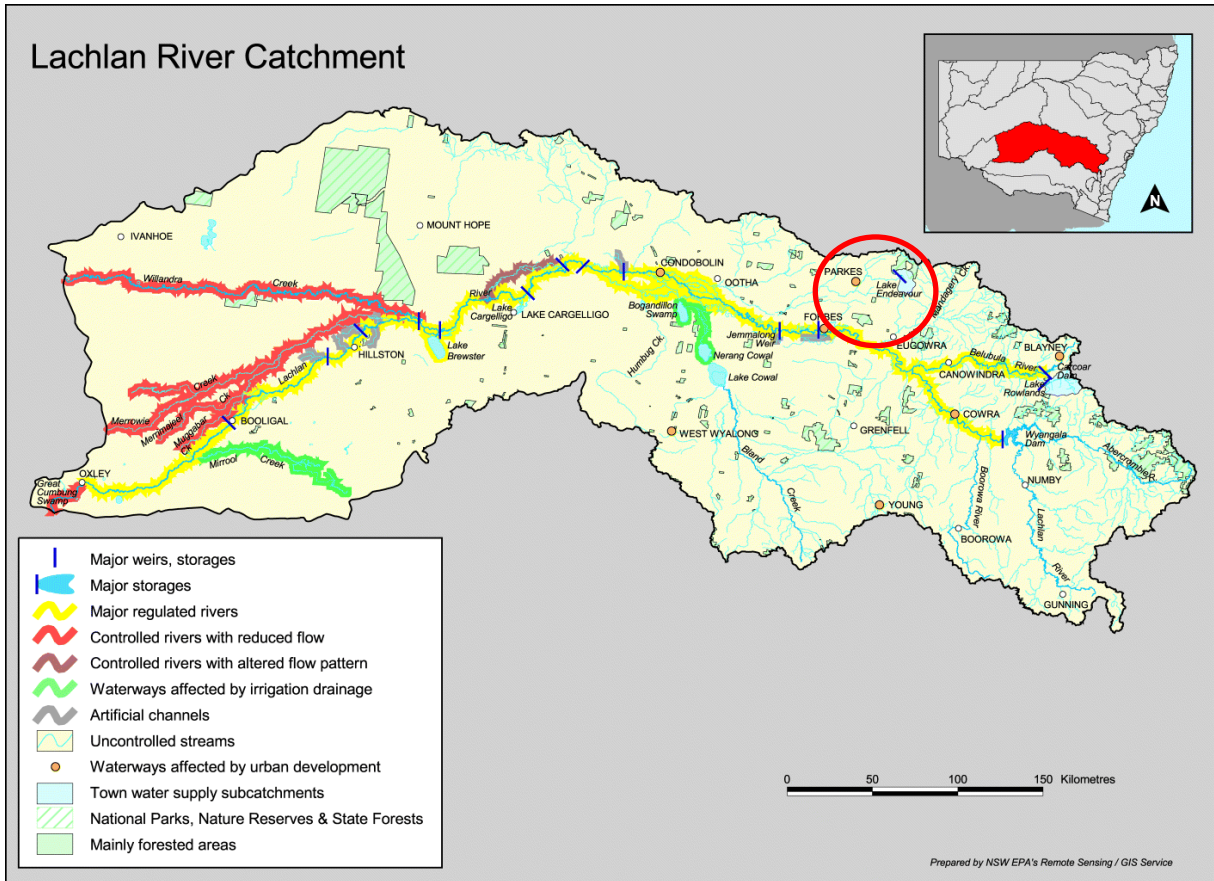 Lachlan River Catchment
N
IVANHOE
MOUNT HOPE
Willandra
Creek
CONDOBOLIN
OOTHA
PARKES
Lake
Endeavour
Mandagery Ck
River
Lake
Cargelligo
LAKE CARGELLIGO
Bogandillon
Swamp
FORBES
Jemmalong
Weir
EUGOWRA
HILLSTON
Lake
Brewster
Humbug Ck.
Nerang Cowal
Lake Cowal
Belubula
River
BLAYNEY
Carcoar
Dam
CANOWINDRA
Lake
Rowlands
Lachlan
Creek
Merrowie
Merrimajeel
Muggabar
Ck.
BOOLIGAL
COWRA
WEST WYALONG
GRENFELL
Wyangala
Dam
Abercrombie R.
Ck
Mirrool
Creek
OXLEY
Great
Cumbung
Swamp
Bland
Creek
NUMBY
YOUNG
Boorowa River
Lachlan
River
BOOROWA
GUNNING
Major weirs, storages
Major storages
Major regulated rivers
Controlled rivers with reduced flow
Controlled rivers with altered flow pattern
Waterways affected by irrigation drainage
Artificial channels
Uncontrolled streams
Waterways affected by urban development
Town water supply subcatchments
National Parks, Nature Reserves & State Forests
Mainly forested areas
0 50 100 150 Kilometres
Prepared by NSW EPA's Remote Sensing / GIS Service